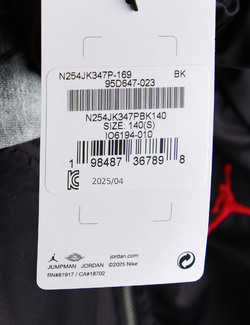 N254JK347P-169 BK
95D647-023
N254JK347PBK140
SIZE: 140(S)
IO6194-010
1 98487 36789 8
2025/04
jordan.com
JUMPMAN JORDAN ©2025 Nike
RN#81917 / CA#18702